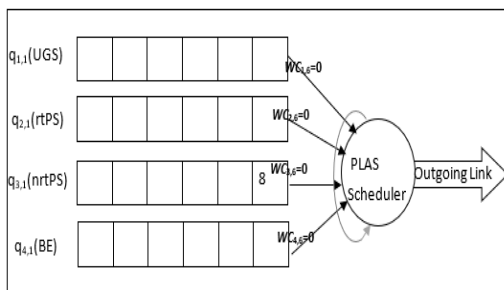 q1,1(UGS)
WC1,6=0
q2,1(rtPS)
WC2,6=0
q3,1(nrtPS)
8
WC3,6=0
q4,1(BE)
WC4,6=0
PLAS
Scheduler
Outgoing Link